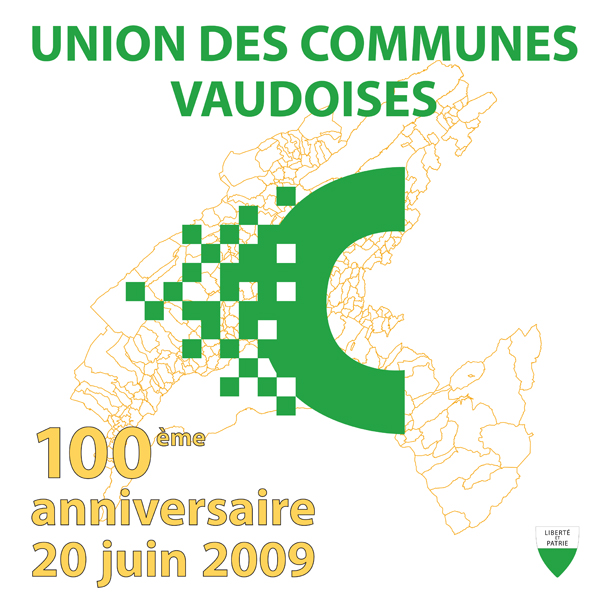 UNION DES COMMUNES
VAUDOISES
100ème
anniversaire
20 juin 2009
LIBERTÉ
ET
PATRIE